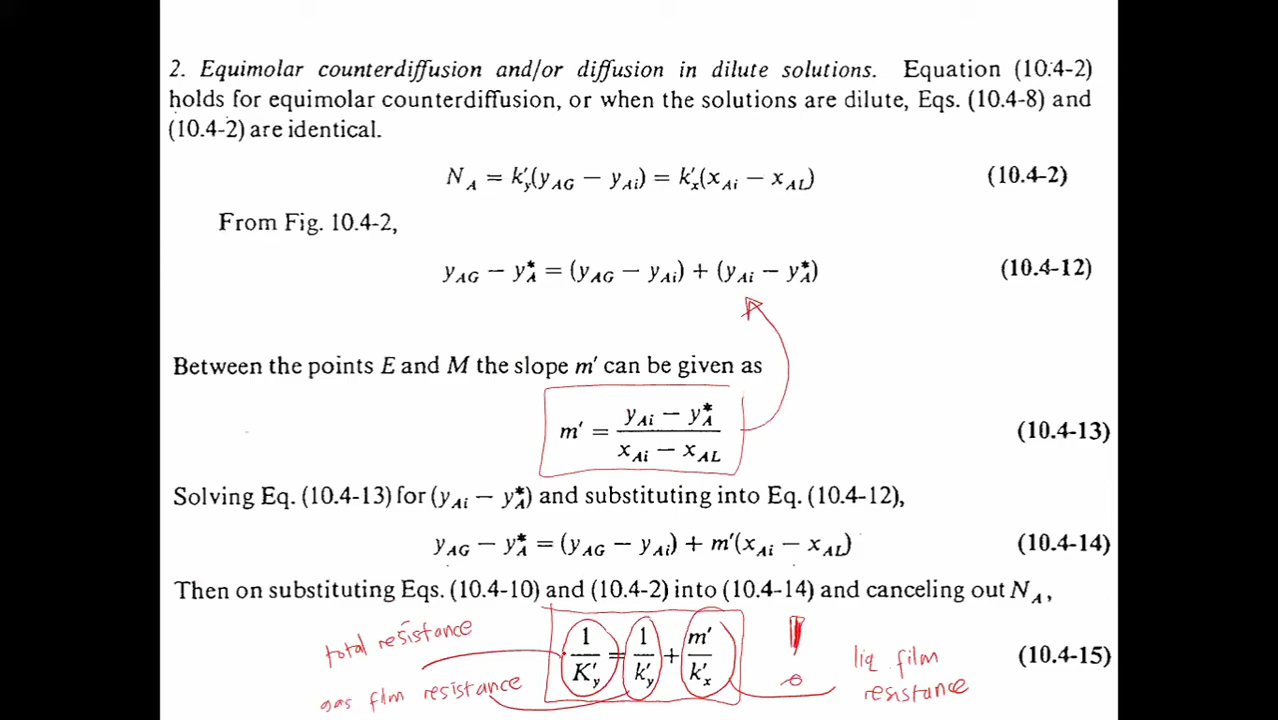 2. Equimolar counterdiffusion and/or diffusion in dilute solutions. Equation (10.4-2)
holds for equimolar counterdiffusion, or when the solutions are dilute, Eqs. (10.4-8) and
(10.4-2) are identical.
N_A = k'_y(y_AG − y_Ai) = k'_x(x_Ai − x_AL) (10.4-2)
From Fig. 10.4-2,
y_AG − y*_A = (y_AG − y_Ai) + (y_Ai − y*_A) (10.4-12)
Between the points E and M the slope m' can be given as
m' = (y_Ai − y*_A) / (x_Ai − x_AL) (10.4-13)
Solving Eq. (10.4-13) for (y_Ai − y*_A) and substituting into Eq. (10.4-12),
y_AG − y*_A = (y_AG − y_Ai) + m'(x_Ai − x_AL) (10.4-14)
Then on substituting Eqs. (10.4-10) and (10.4-2) into (10.4-14) and canceling out N_A,
total resistance
1/K'_y = 1/k'_y + m'/k'_x (10.4-15)
gas film resistance
liq film
resistance